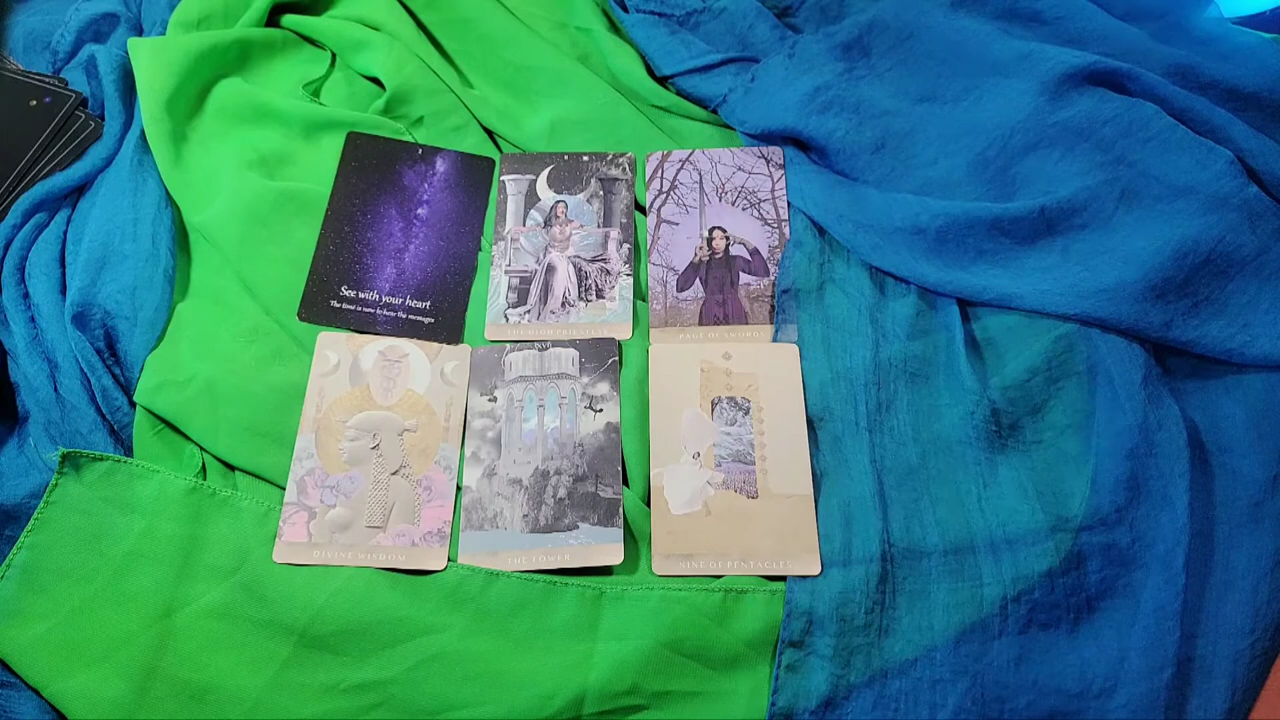 See with your heart
The time is now to hear the messages
THE HIGH PRIESTESS
PAGE OF SWORDS
DIVINE WISDOM
XVI
THE TOWER
NINE OF PENTACLES